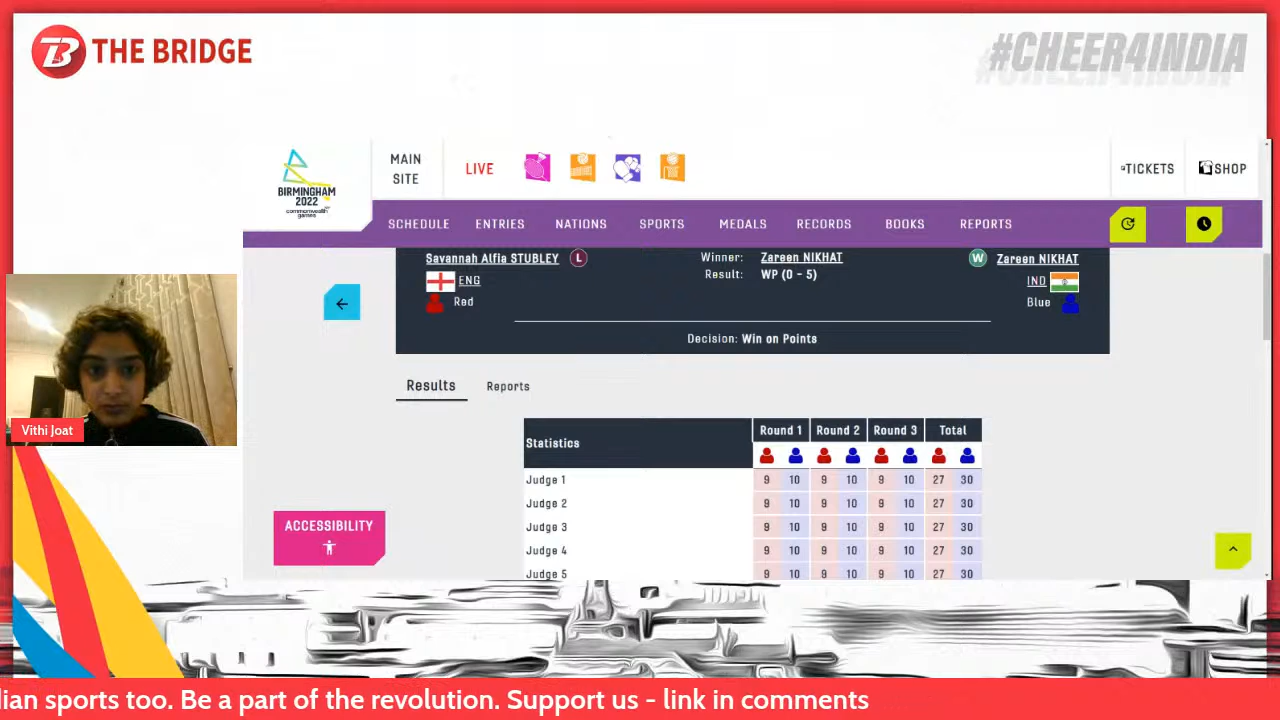 THE BRIDGE
#CHEER4INDIA
BIRMINGHAM
2022
commonwealth
games
MAIN
SITE
LIVE
TICKETS
SHOP
SCHEDULE ENTRIES NATIONS SPORTS MEDALS RECORDS BOOKS REPORTS
Savannah Alfia STUBLEY L
Winner: Zareen NIKHAT
W Zareen NIKHAT
ENG
Result: WP (0 - 5)
IND
Red
Blue
Decision: Win on Points
Results Reports
Statistics Round 1 Round 2 Round 3 Total
Judge 1 9 10 9 10 9 10 27 30
Judge 2 9 10 9 10 9 10 27 30
Judge 3 9 10 9 10 9 10 27 30
Judge 4 9 10 9 10 9 10 27 30
Judge 5 9 10 9 10 9 10 27 30
Vithi Joat
ACCESSIBILITY
dian sports too. Be a part of the revolution. Support us - link in comments